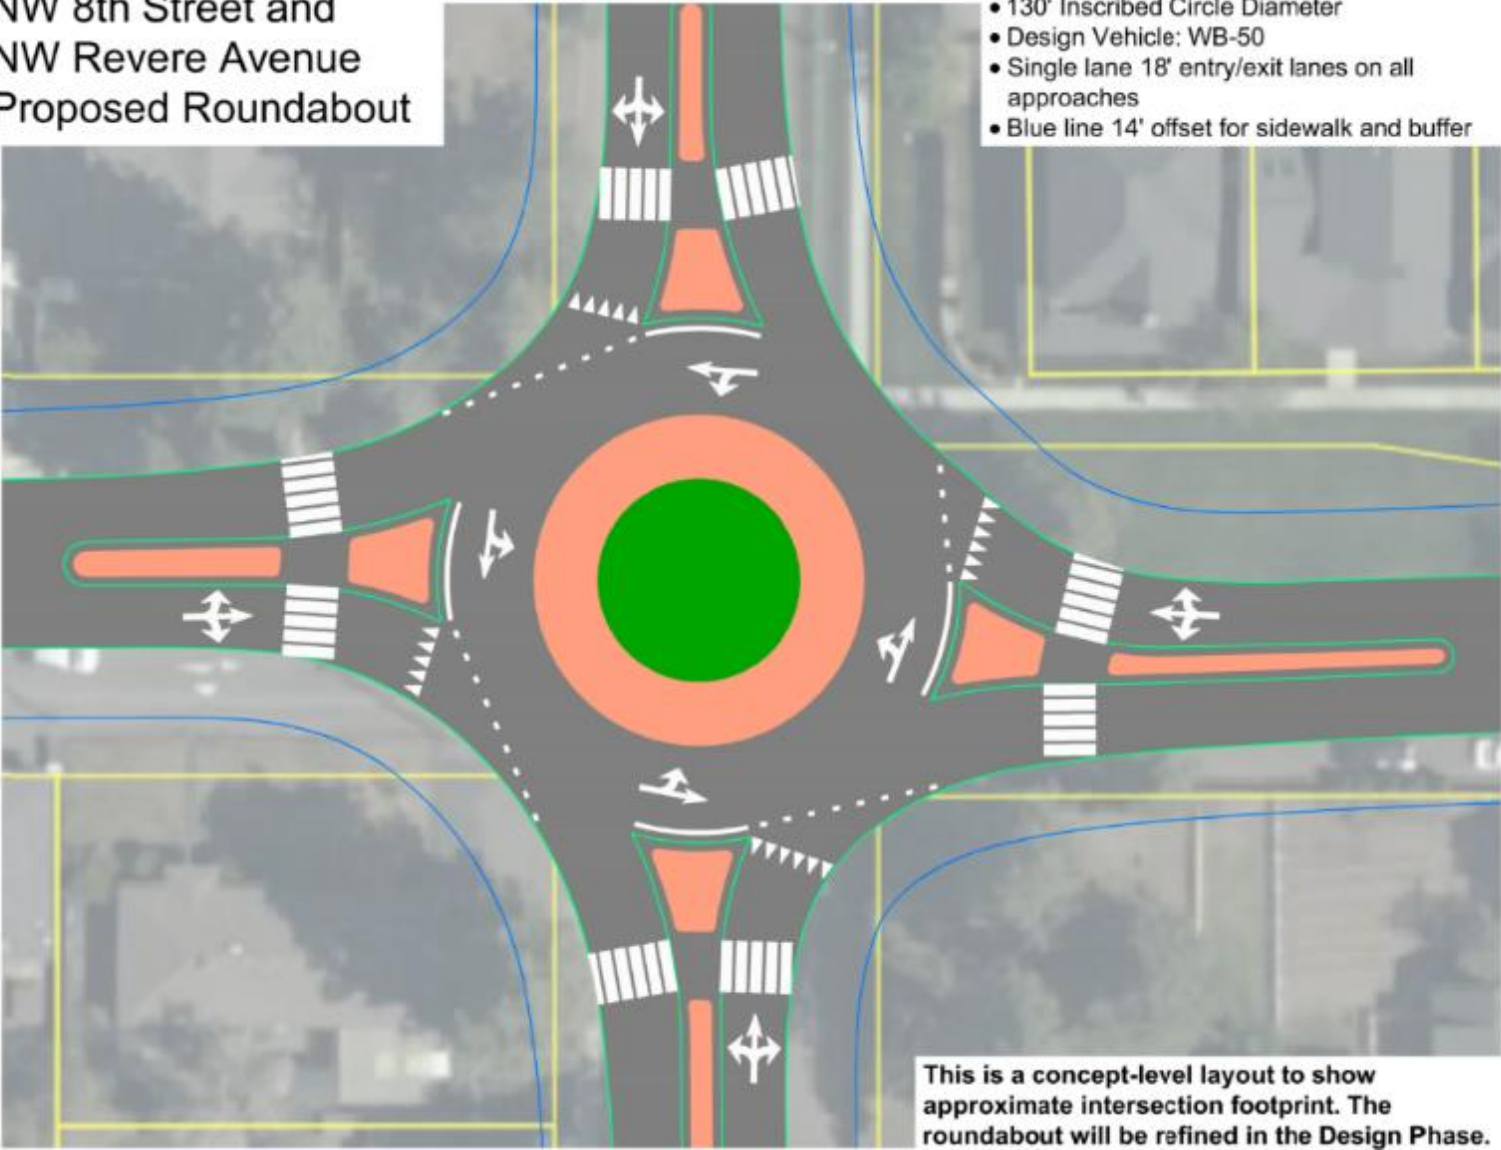 NW 8th Street and
NW Revere Avenue
Proposed Roundabout
• 130' Inscribed Circle Diameter
• Design Vehicle: WB-50
• Single lane 18' entry/exit lanes on all
approaches
• Blue line 14' offset for sidewalk and buffer
This is a concept-level layout to show
approximate intersection footprint. The
roundabout will be refined in the Design Phase.